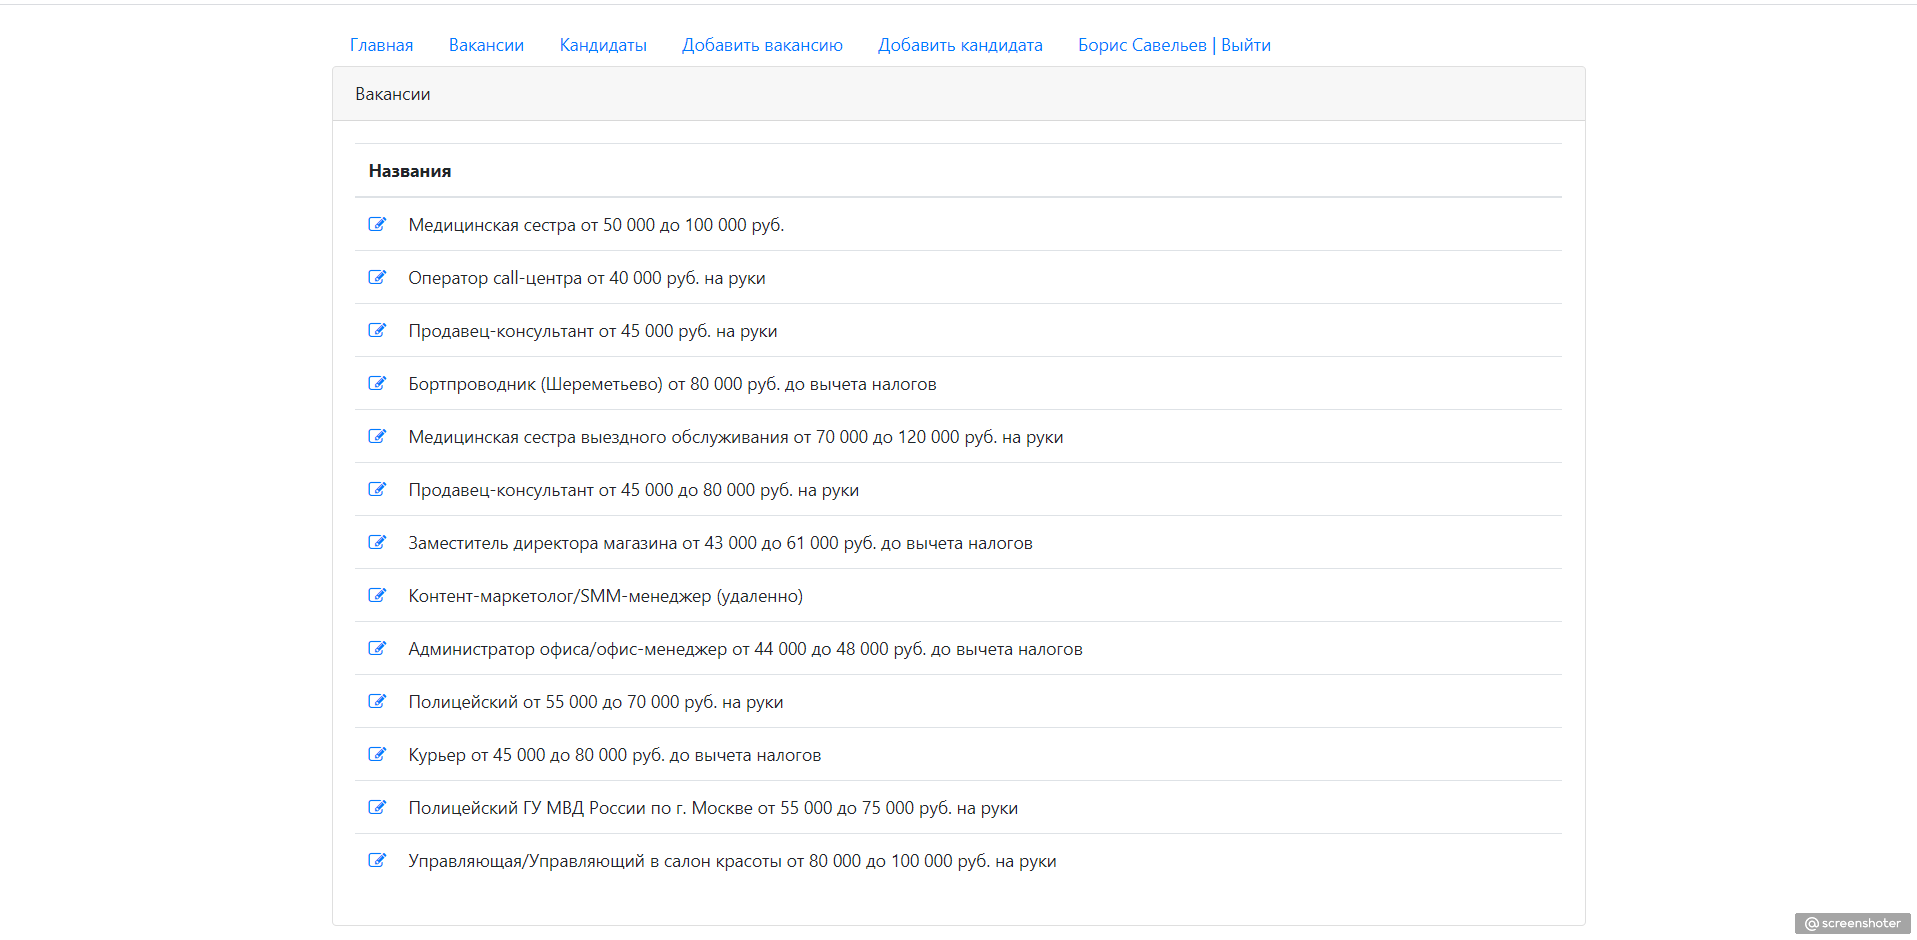 Главная Вакансии Кандидаты Добавить вакансию Добавить кандидата Борис Савельев | Выйти
Вакансии
Названия
Медицинская сестра от 50 000 до 100 000 руб.
Оператор call-центра от 40 000 руб. на руки
Продавец-консультант от 45 000 руб. на руки
Бортпроводник (Шереметьево) от 80 000 руб. до вычета налогов
Медицинская сестра выездного обслуживания от 70 000 до 120 000 руб. на руки
Продавец-консультант от 45 000 до 80 000 руб. на руки
Заместитель директора магазина от 43 000 до 61 000 руб. до вычета налогов
Контент-маркетолог/SMM-менеджер (удаленно)
Администратор офиса/офис-менеджер от 44 000 до 48 000 руб. до вычета налогов
Полицейский от 55 000 до 70 000 руб. на руки
Курьер от 45 000 до 80 000 руб. до вычета налогов
Полицейский ГУ МВД России по г. Москве от 55 000 до 75 000 руб. на руки
Управляющая/Управляющий в салон красоты от 80 000 до 100 000 руб. на руки
@screenshoter